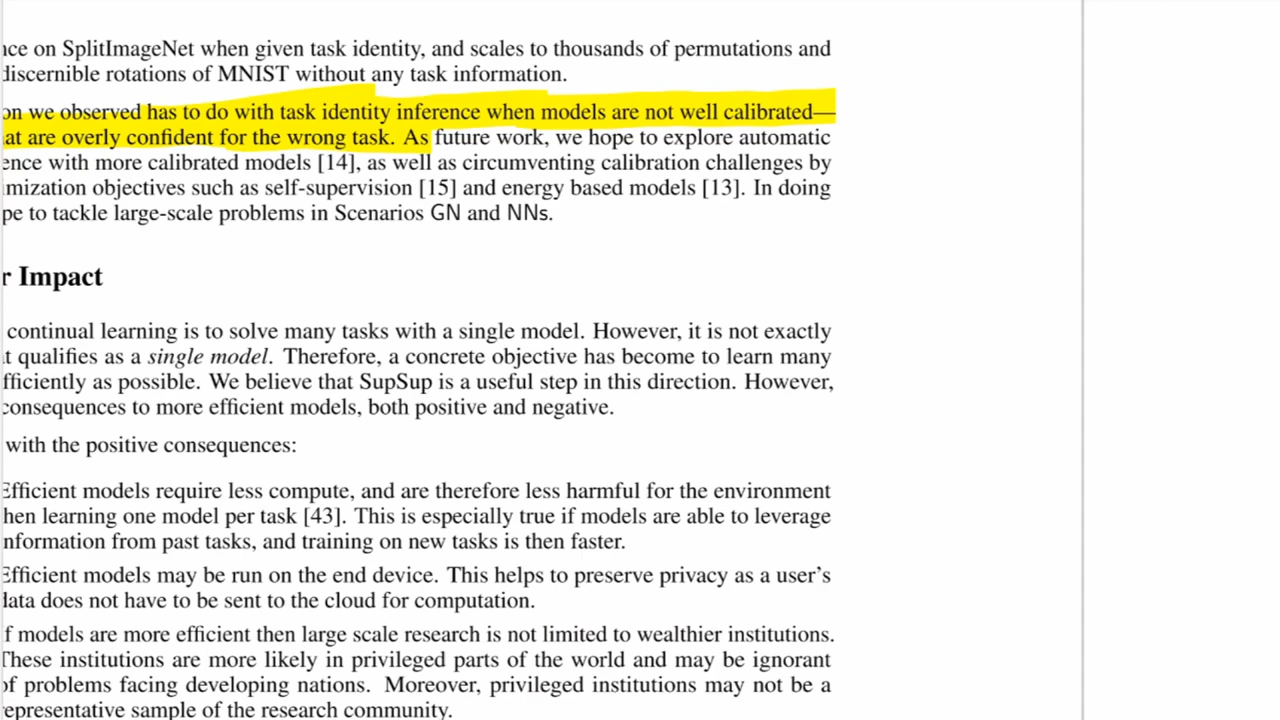 on SplitImageNet when given task identity, and scales to thousands of permutations and
discernible rotations of MNIST without any task information.
on we observed has to do with task identity inference when models are not well calibrated—
at are overly confident for the wrong task. As future work, we hope to explore automatic
ence with more calibrated models [14], as well as circumventing calibration challenges by
mization objectives such as self-supervision [15] and energy based models [13]. In doing
pe to tackle large-scale problems in Scenarios GN and NNs.
r Impact
continual learning is to solve many tasks with a single model. However, it is not exactly
t qualifies as a single model. Therefore, a concrete objective has become to learn many
fficiently as possible. We believe that SupSup is a useful step in this direction. However,
consequences to more efficient models, both positive and negative.
with the positive consequences:
Efficient models require less compute, and are therefore less harmful for the environment
hen learning one model per task [43]. This is especially true if models are able to leverage
nformation from past tasks, and training on new tasks is then faster.
Efficient models may be run on the end device. This helps to preserve privacy as a user's
data does not have to be sent to the cloud for computation.
f models are more efficient then large scale research is not limited to wealthier institutions.
These institutions are more likely in privileged parts of the world and may be ignorant
of problems facing developing nations. Moreover, privileged institutions may not be a
epresentative sample of the research community.